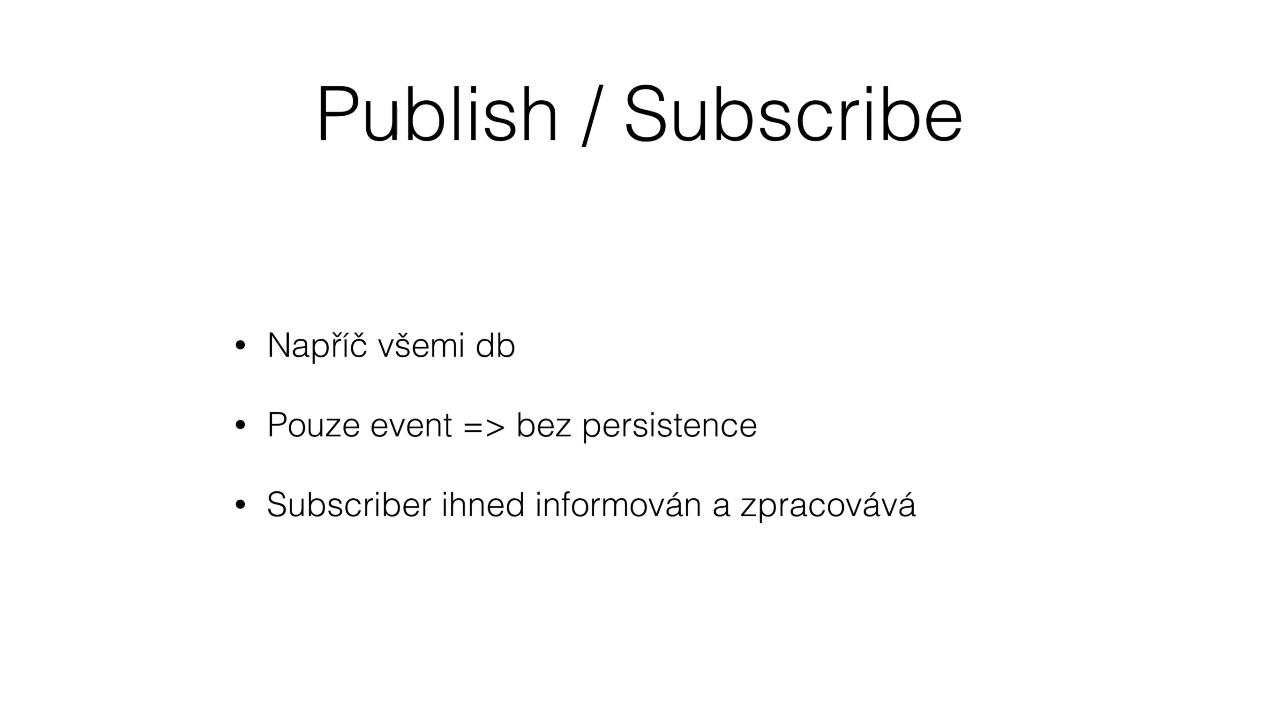 Publish / Subscribe
• Napříč všemi db
• Pouze event => bez persistence
• Subscriber ihned informován a zpracovává